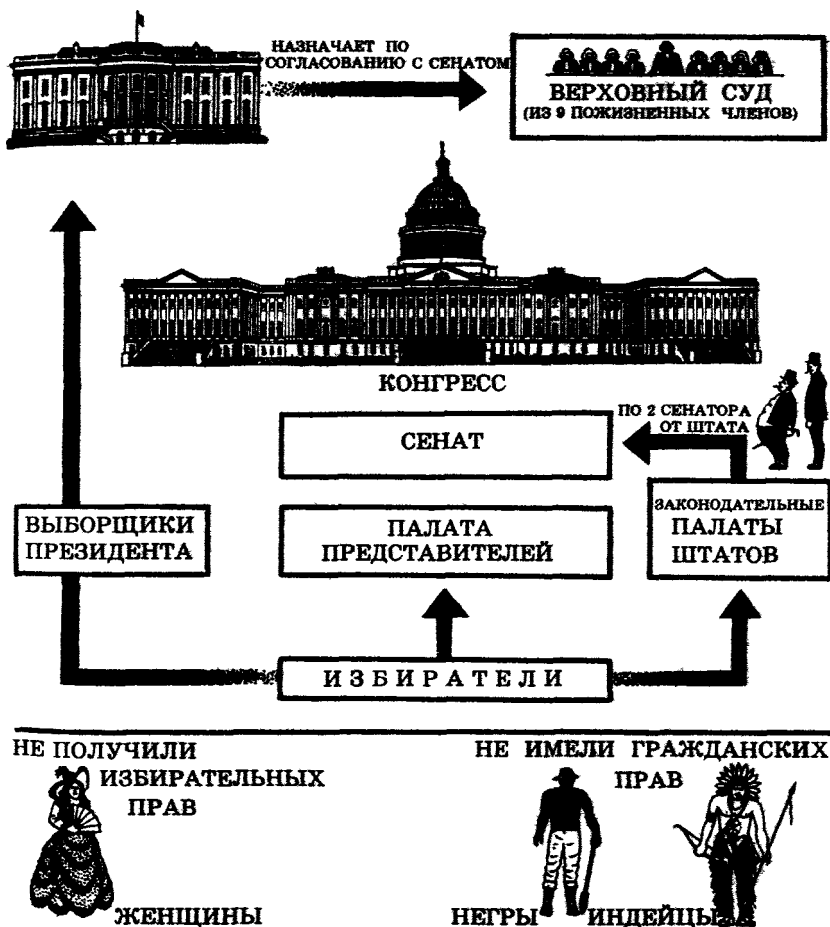 НАЗНАЧАЕТ ПО
СОГЛАСОВАНИЮ С СЕНАТОМ
ВЕРХОВНЫЙ СУД
(ИЗ 9 ПОЖИЗНЕННЫХ ЧЛЕНОВ)
КОНГРЕСС
ПО 2 СЕНАТОРА
ОТ ШТАТА
СЕНАТ
ВЫБОРЩИКИ
ПРЕЗИДЕНТА
ПАЛАТА
ПРЕДСТАВИТЕЛЕЙ
ЗАКОНОДАТЕЛЬНЫЕ
ПАЛАТЫ
ШТАТОВ
ИЗБИРАТЕЛИ
НЕ ПОЛУЧИЛИ
ИЗБИРАТЕЛЬНЫХ
ПРАВ
НЕ ИМЕЛИ ГРАЖДАНСКИХ
ПРАВ
ЖЕНЩИНЫ
НЕГРЫ
ИНДЕЙЦЫ